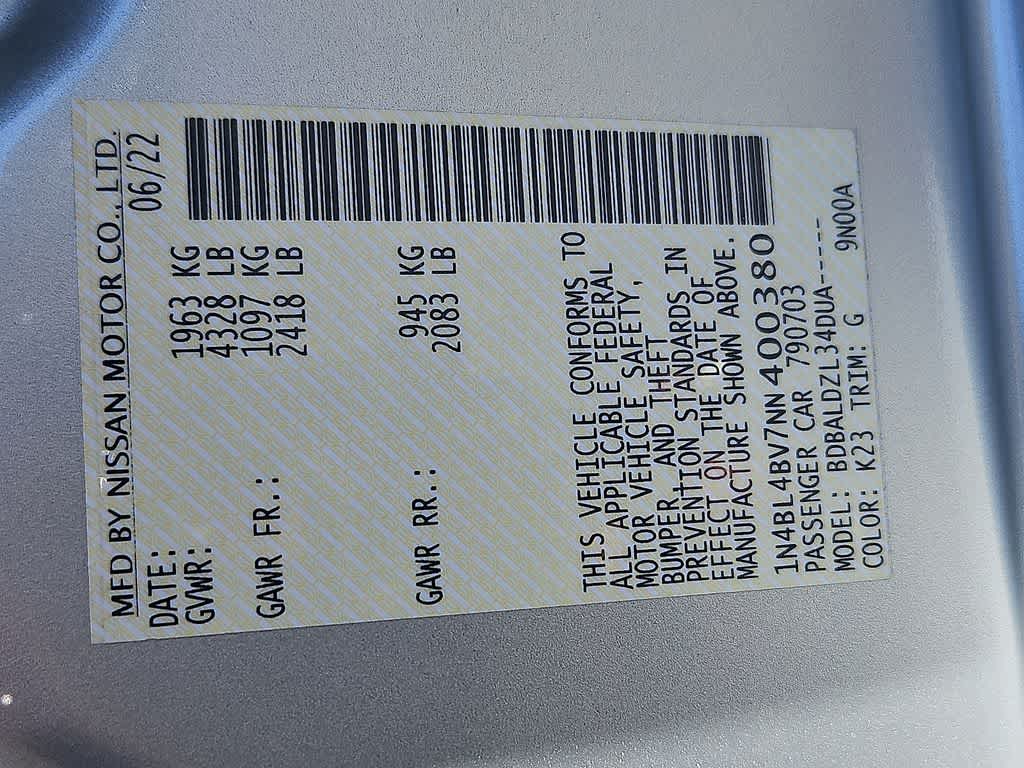 MFD BY NISSAN MOTOR CO., LTD.
DATE: 06/22
GVWR: 1963 KG
4328 LB
GAWR FR.: 1097 KG
2418 LB
GAWR RR.: 945 KG
2083 LB
THIS VEHICLE CONFORMS TO
ALL APPLICABLE FEDERAL
MOTOR VEHICLE SAFETY,
BUMPER, AND THEFT
PREVENTION STANDARDS IN
EFFECT ON THE DATE OF
MANUFACTURE SHOWN ABOVE.
1N4BL4BV7NN400380
PASSENGER CAR 790703
MODEL: BDBALDZL34DUA-----
COLOR: K23 TRIM: G 9N00A